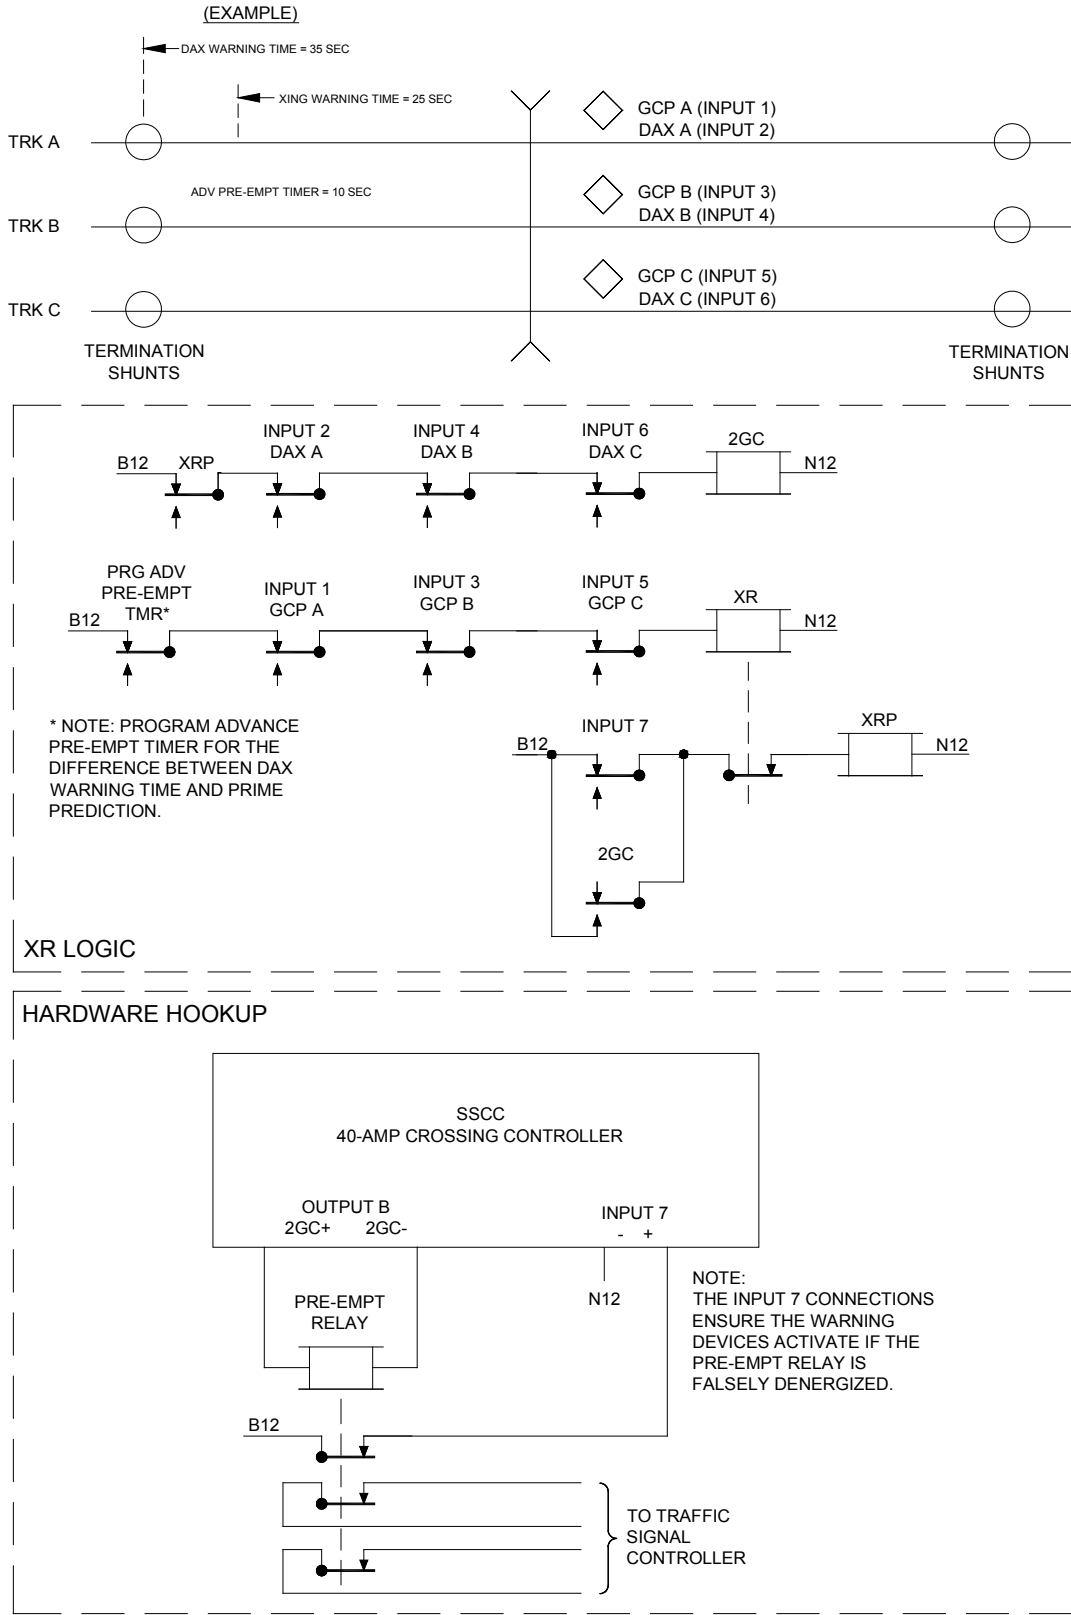 (EXAMPLE)
DAX WARNING TIME = 35 SEC
XING WARNING TIME = 25 SEC
GCP A (INPUT 1)
DAX A (INPUT 2)
TRK A
ADV PRE-EMPT TIMER = 10 SEC
GCP B (INPUT 3)
DAX B (INPUT 4)
TRK B
GCP C (INPUT 5)
DAX C (INPUT 6)
TRK C
TERMINATION
SHUNTS
TERMINATION
SHUNTS
INPUT 2
DAX A
INPUT 4
DAX B
INPUT 6
DAX C
2GC
B12
XRP
N12
PRG ADV
PRE-EMPT
TMR*
INPUT 1
GCP A
INPUT 3
GCP B
INPUT 5
GCP C
XR
B12
N12
* NOTE: PROGRAM ADVANCE
PRE-EMPT TIMER FOR THE
DIFFERENCE BETWEEN DAX
WARNING TIME AND PRIME
PREDICTION.
INPUT 7
XRP
B12
N12
2GC
XR LOGIC
HARDWARE HOOKUP
SSCC
40-AMP CROSSING CONTROLLER
OUTPUT B
2GC+ 2GC-
INPUT 7
- +
N12
PRE-EMPT
RELAY
NOTE:
THE INPUT 7 CONNECTIONS
ENSURE THE WARNING
DEVICES ACTIVATE IF THE
PRE-EMPT RELAY IS
FALSELY DENERGIZED.
B12
TO TRAFFIC
SIGNAL
CONTROLLER